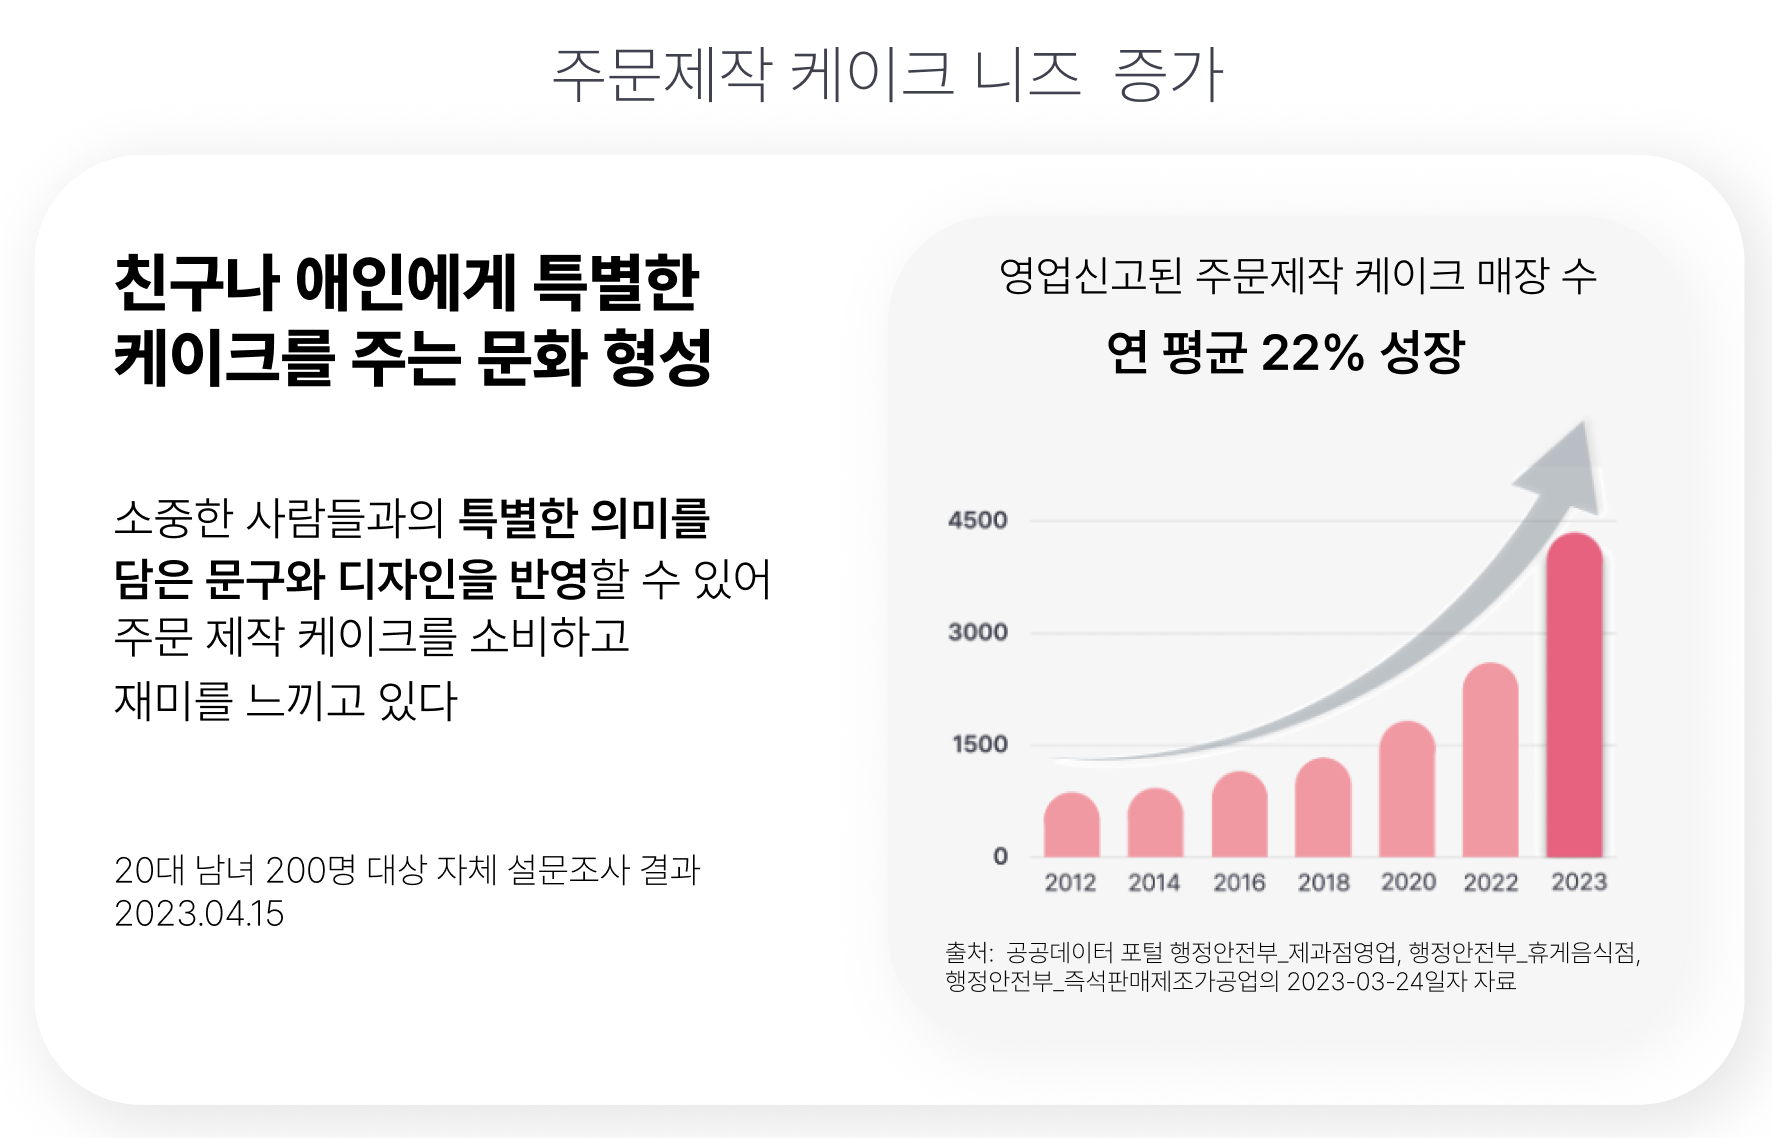 주문제작 케이크 니즈 증가
친구나 애인에게 특별한
케이크를 주는 문화 형성
소중한 사람들과의 특별한 의미를
담은 문구와 디자인을 반영할 수 있어
주문 제작 케이크를 소비하고
재미를 느끼고 있다
20대 남녀 200명 대상 자체 설문조사 결과
2023.04.15
영업신고된 주문제작 케이크 매장 수
연 평균 22% 성장
4500
3000
1500
0
2012 2014 2016 2018 2020 2022 2023
출처: 공공데이터 포털 행정안전부_제과점영업, 행정안전부_휴게음식점,
행정안전부_즉석판매제조가공업의 2023-03-24일자 자료